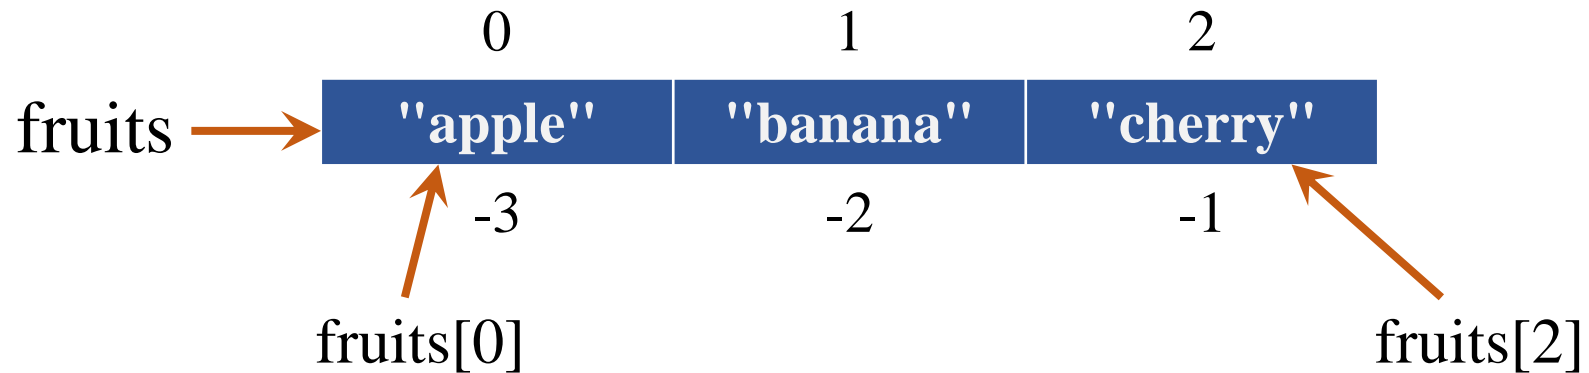 0 1 2
fruits "apple" "banana" "cherry"
-3 -2 -1
fruits[0] fruits[2]